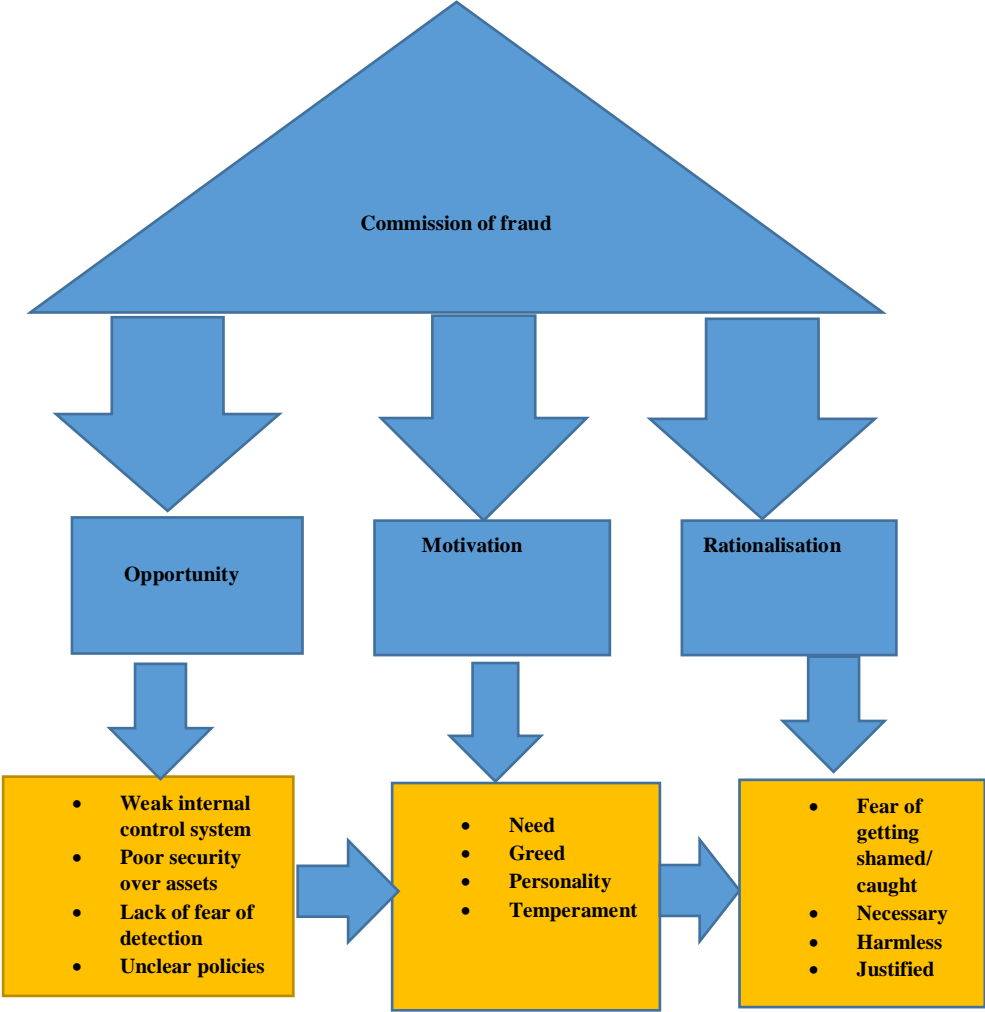 Commission of fraud
Opportunity
Motivation
Rationalisation
• Weak internal
control system
• Poor security
over assets
• Lack of fear of
detection
• Unclear policies
• Need
• Greed
• Personality
• Temperament
• Fear of
getting
shamed/
caught
• Necessary
• Harmless
• Justified